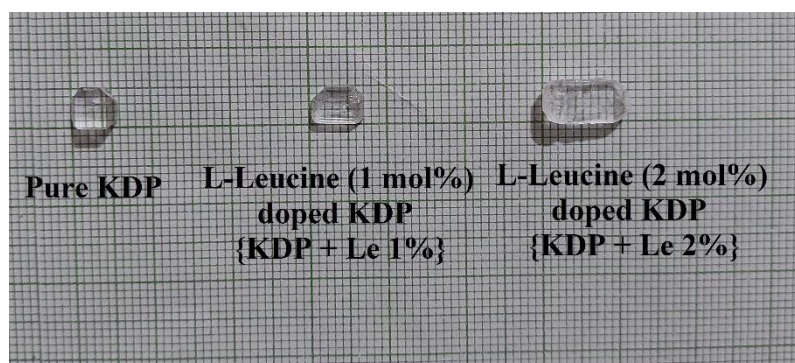 Pure KDP
L-Leucine (1 mol%)
doped KDP
{KDP + Le 1%}
L-Leucine (2 mol%)
doped KDP
{KDP + Le 2%}